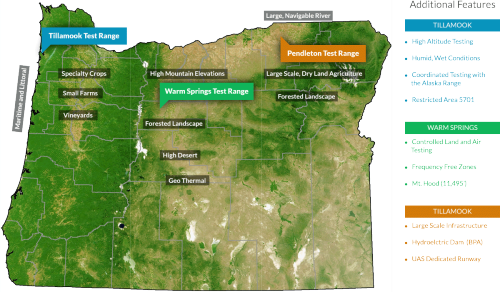 Additional Features
Large, Navigable River
TILLAMOOK
Tillamook Test Range
High Altitude Testing
Pendleton Test Range
Humid, Wet Conditions
Specialty Crops
High Mountain Elevations
Large Scale, Dry Land Agriculture
Coordinated Testing with
the Alaska Range
Small Farms
Warm Springs Test Range
Forested Landscape
Restricted Area 5701
Maritime and Littoral
Vineyards
Forested Landscape
WARM SPRINGS
Controlled Land and Air
Testing
High Desert
Frequency Free Zones
Geo Thermal
Mt. Hood (11,495')
TILLAMOOK
Large Scale Infrastructure
Hydroelctric Dam (BPA)
UAS Dedicated Runway